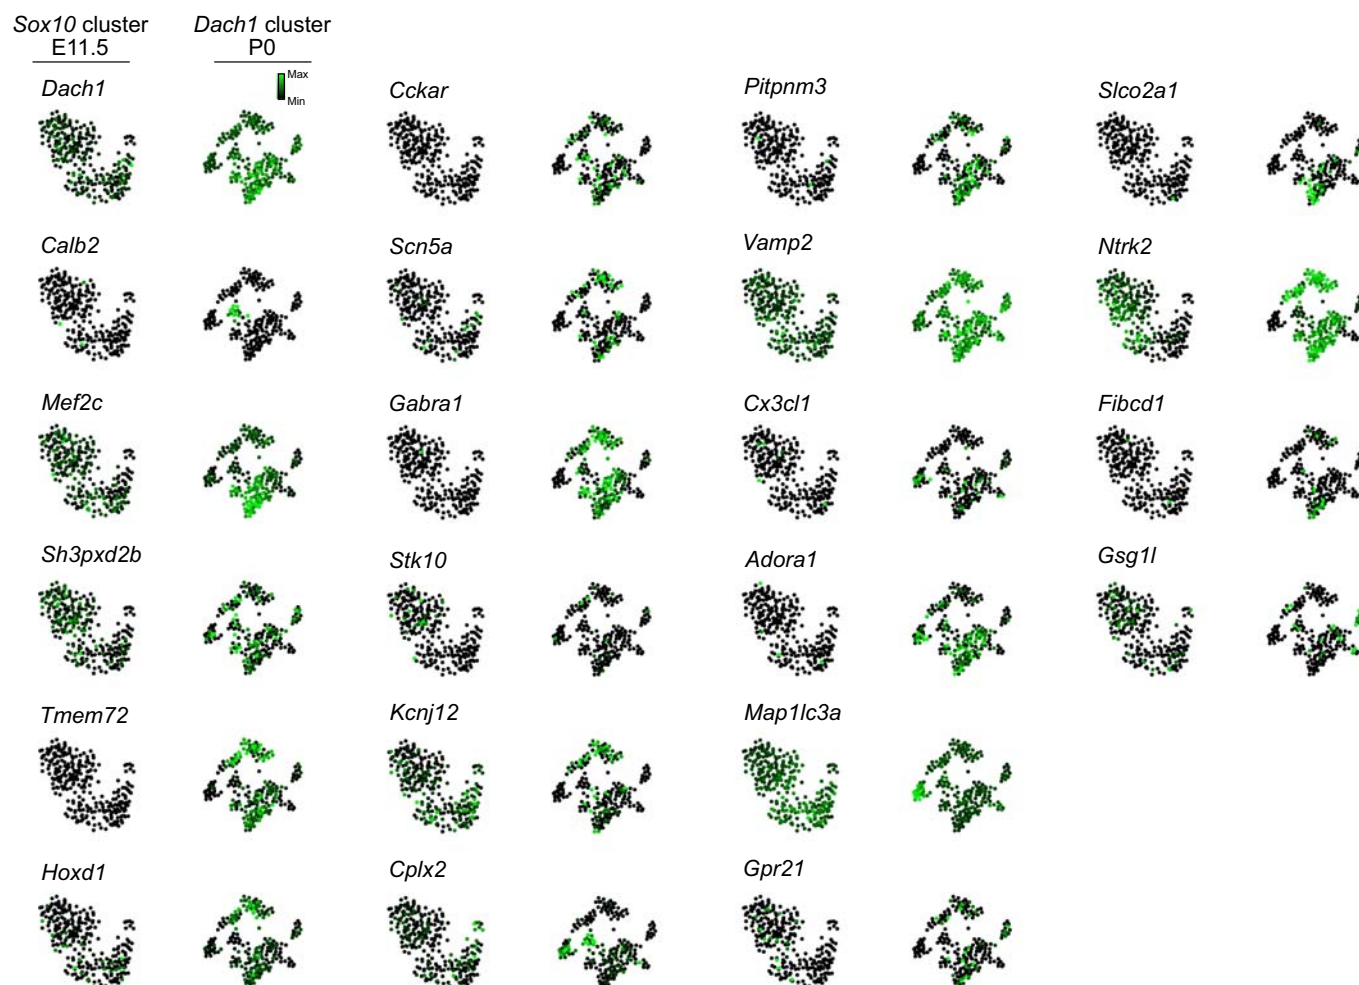 Sox10 cluster
E11.5
Dach1 cluster
P0
Max
Min
Dach1
Cckar
Pitpnm3
Slco2a1
Calb2
Scn5a
Vamp2
Ntrk2
Mef2c
Gabra1
Cx3cl1
Fibcd1
Sh3pxd2b
Stk10
Adora1
Gsg1l
Tmem72
Kcnj12
Map1lc3a
Hoxd1
Cplx2
Gpr21